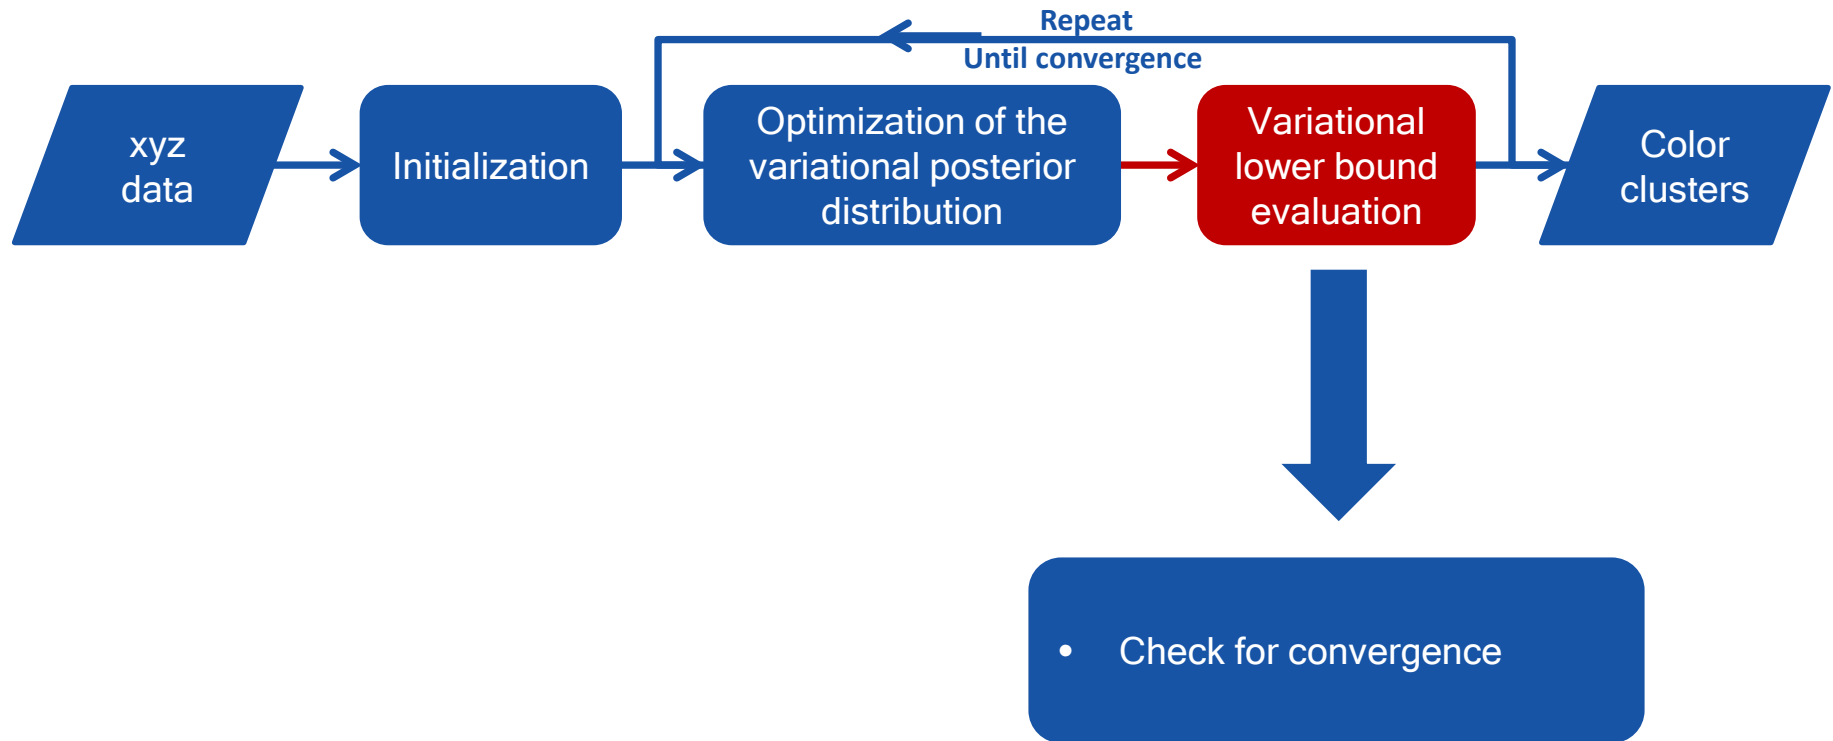 Repeat
Until convergence
xyz
data
Initialization
Optimization of the
variational posterior
distribution
Variational
lower bound
evaluation
Color
clusters
• Check for convergence